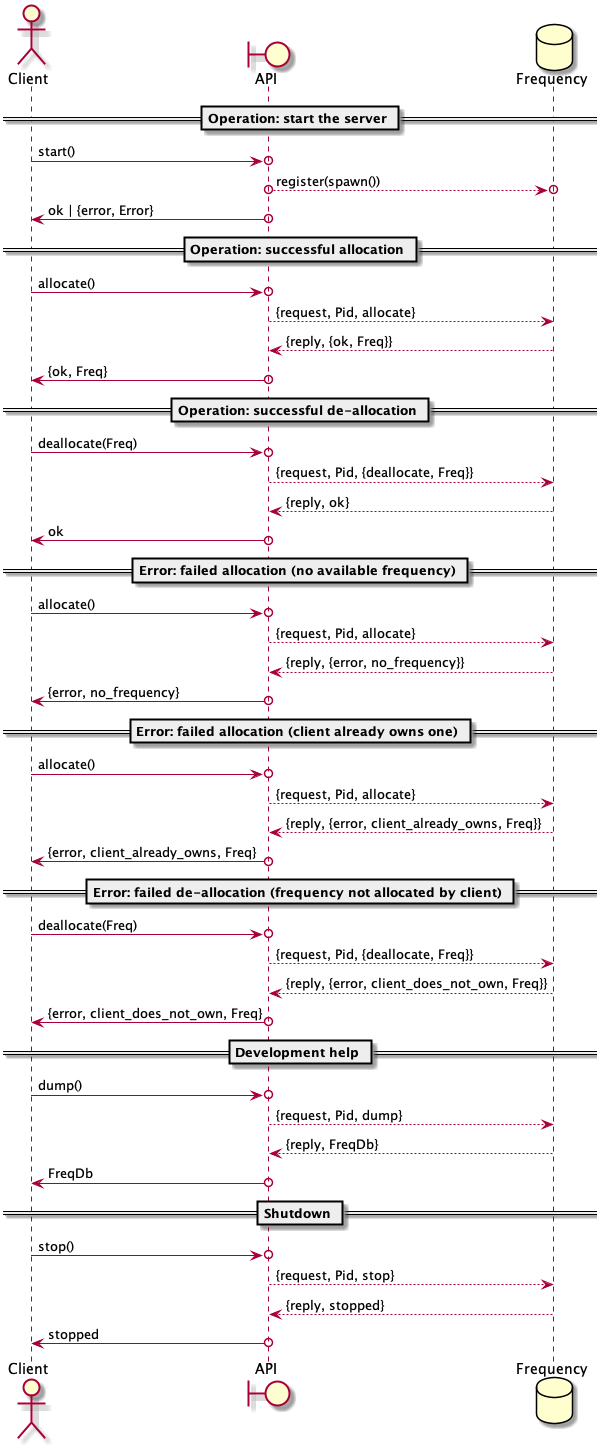 Client
API
Frequency
Operation: start the server
start()
register(spawn())
ok | {error, Error}
Operation: successful allocation
allocate()
{request, Pid, allocate}
{reply, {ok, Freq}}
{ok, Freq}
Operation: successful de-allocation
deallocate(Freq)
{request, Pid, {deallocate, Freq}}
{reply, ok}
ok
Error: failed allocation (no available frequency)
allocate()
{request, Pid, allocate}
{reply, {error, no_frequency}}
{error, no_frequency}
Error: failed allocation (client already owns one)
allocate()
{request, Pid, allocate}
{reply, {error, client_already_owns, Freq}}
{error, client_already_owns, Freq}
Error: failed de-allocation (frequency not allocated by client)
deallocate(Freq)
{request, Pid, {deallocate, Freq}}
{reply, {error, client_does_not_own, Freq}}
{error, client_does_not_own, Freq}
Development help
dump()
{request, Pid, dump}
{reply, FreqDb}
FreqDb
Shutdown
stop()
{request, Pid, stop}
{reply, stopped}
stopped
Client
API
Frequency